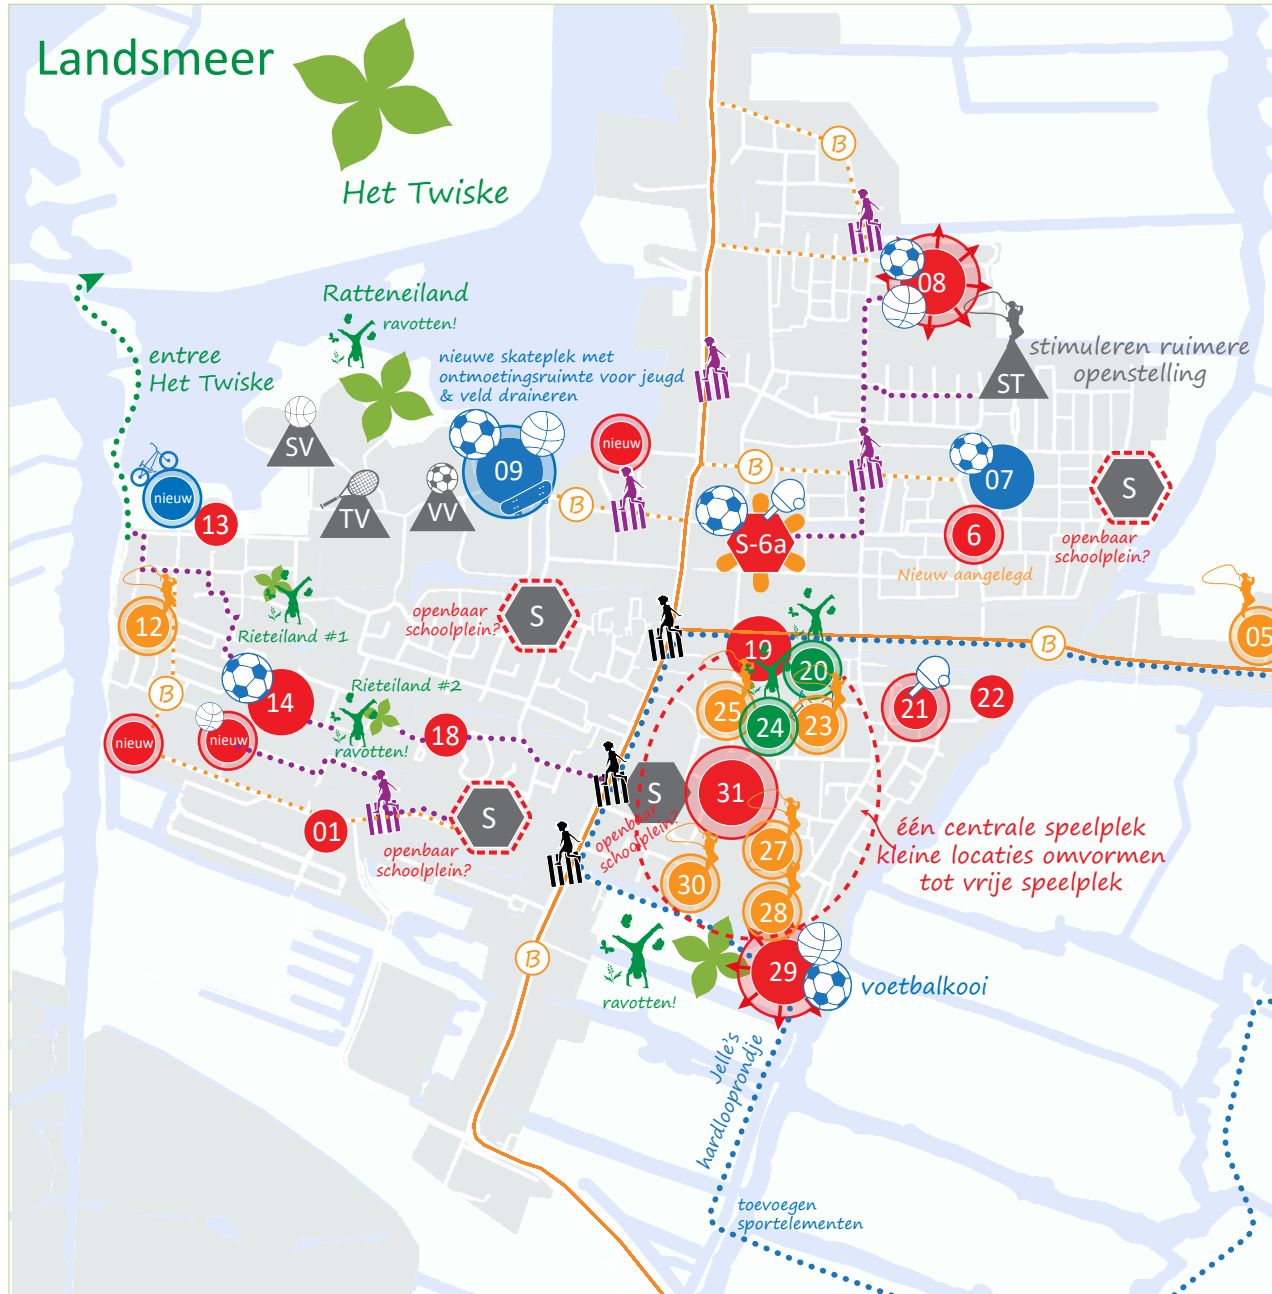 Landsmeer
Het Twiske
B
08
Ratteneiland
ravotten!
entree
Het Twiske
nieuwe skateplek met
ontmoetingsruimte voor jeugd
& veld draineren
stimuleren ruimere
openstelling
ST
SV
nieuw
09
B
07
S
nieuw
13
TV
VV
B
S-6a
6
openbaar
schoolplein?
Nieuw aangelegd
12
Rieteiland #1
openbaar
schoolplein?
S
19
B
05
20
B
14
Rieteiland #2
25
24
23
21
22
nieuw
nieuw
ravotten!
18
S
31
01
S
openbaar
schoolplein?
openbaar
schoolplein?
één centrale speelplek
kleine locaties omvormen
tot vrije speelplek
27
30
28
B
29
ravotten!
voetbalkooi
Jelle's
hardlooprondje
toevoegen
sportelementen